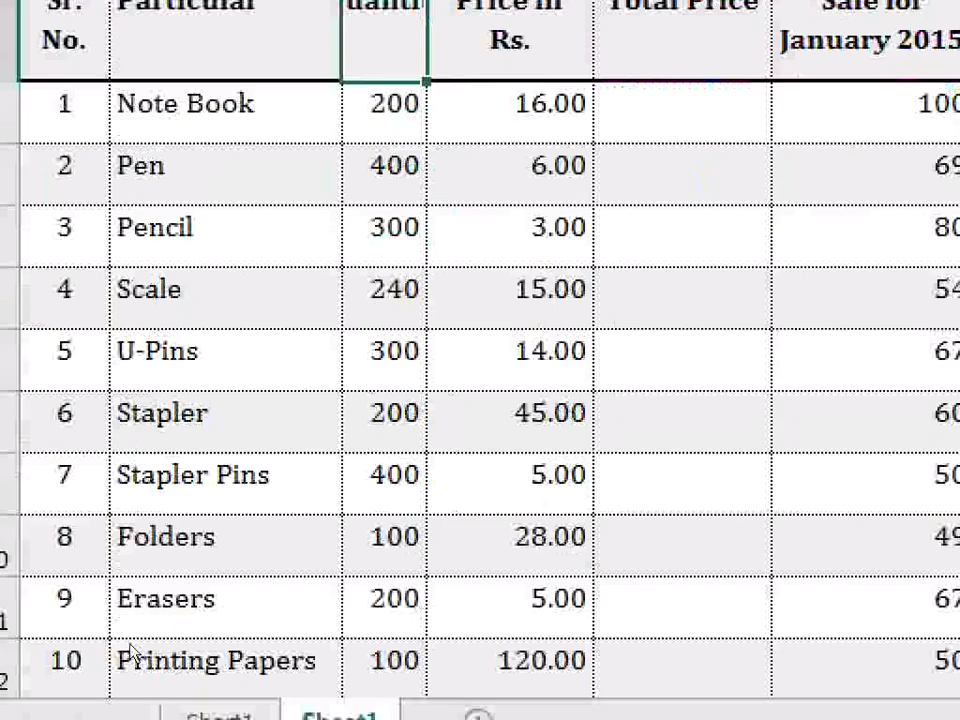 Sr. Particular Price in Total Price Sale for
No. Rs. January 2015
1 Note Book 200 16.00 100
2 Pen 400 6.00 69
3 Pencil 300 3.00 80
4 Scale 240 15.00 54
5 U-Pins 300 14.00 67
6 Stapler 200 45.00 60
7 Stapler Pins 400 5.00 50
8 Folders 100 28.00 49
9 Erasers 200 5.00 67
10 Printing Papers 100 120.00 50
Sheet1